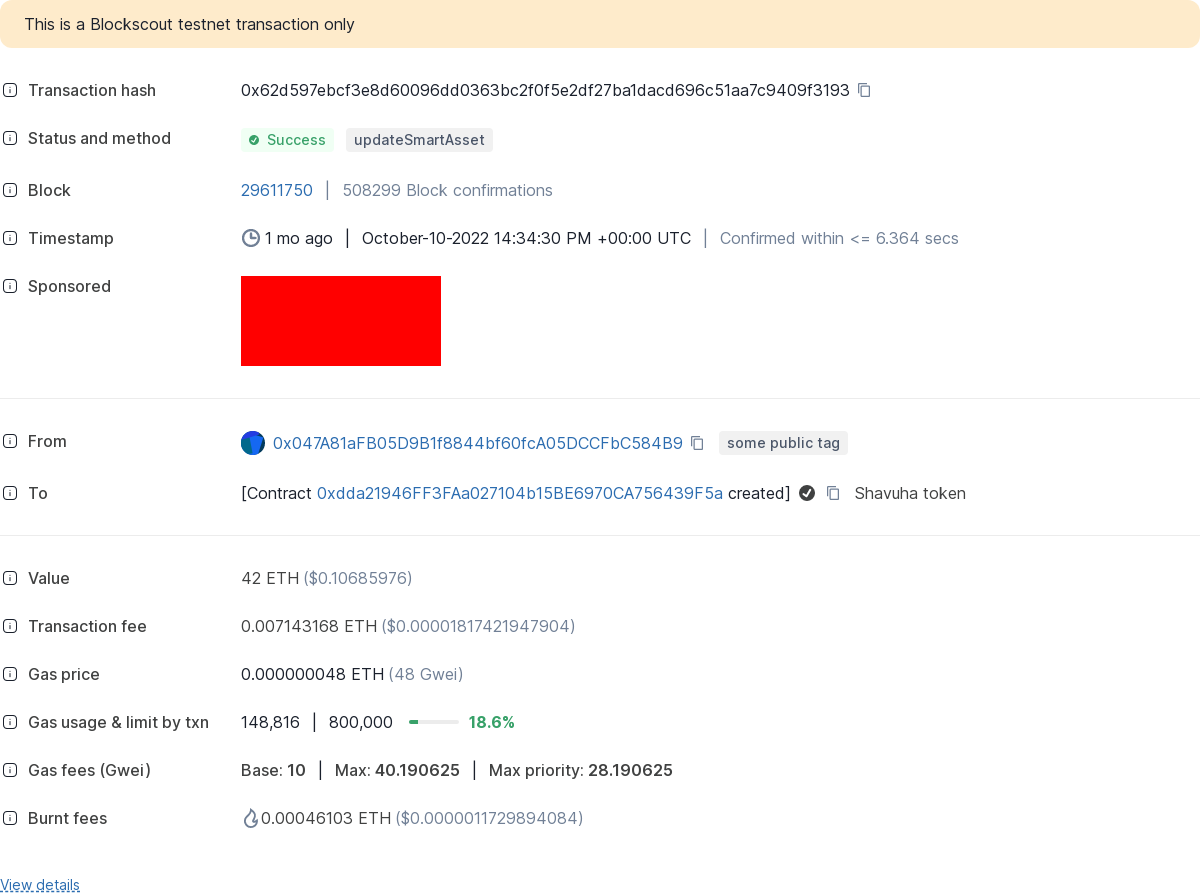 This is a Blockscout testnet transaction only
Transaction hash 0x62d597ebcf3e8d60096dd0363bc2f0f5e2df27ba1dacd696c51aa7c9409f3193
Status and method Success updateSmartAsset
Block 29611750 | 508299 Block confirmations
Timestamp 1 mo ago | October-10-2022 14:34:30 PM +00:00 UTC | Confirmed within <= 6.364 secs
Sponsored
From 0x047A81aFB05D9B1f8844bf60fcA05DCCFbC584B9 some public tag
To [Contract 0xdda21946FF3FAa027104b15BE6970CA756439F5a created] Shavuha token
Value 42 ETH ($0.10685976)
Transaction fee 0.007143168 ETH ($0.00001817421947904)
Gas price 0.000000048 ETH (48 Gwei)
Gas usage & limit by txn 148,816 | 800,000 18.6%
Gas fees (Gwei) Base: 10 | Max: 40.190625 | Max priority: 28.190625
Burnt fees 0.00046103 ETH ($0.0000011729894084)
View details